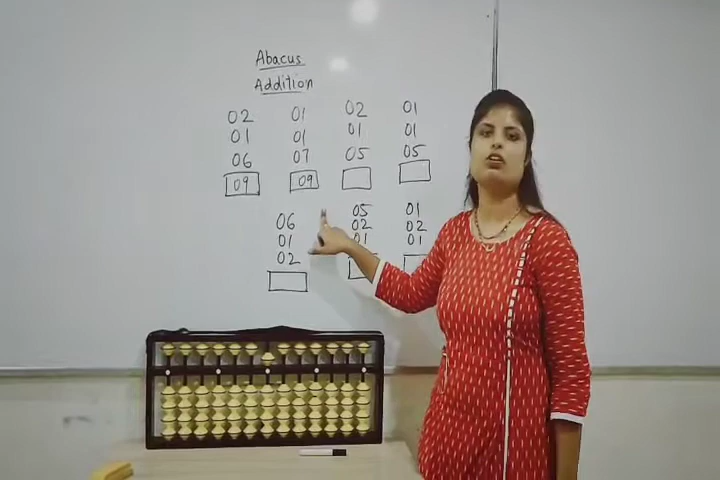 Abacus
Addition
02 01 02 01
01 01 01 01
06 07 05 05
09 09
06 05 01
01 02 02
02 01 01